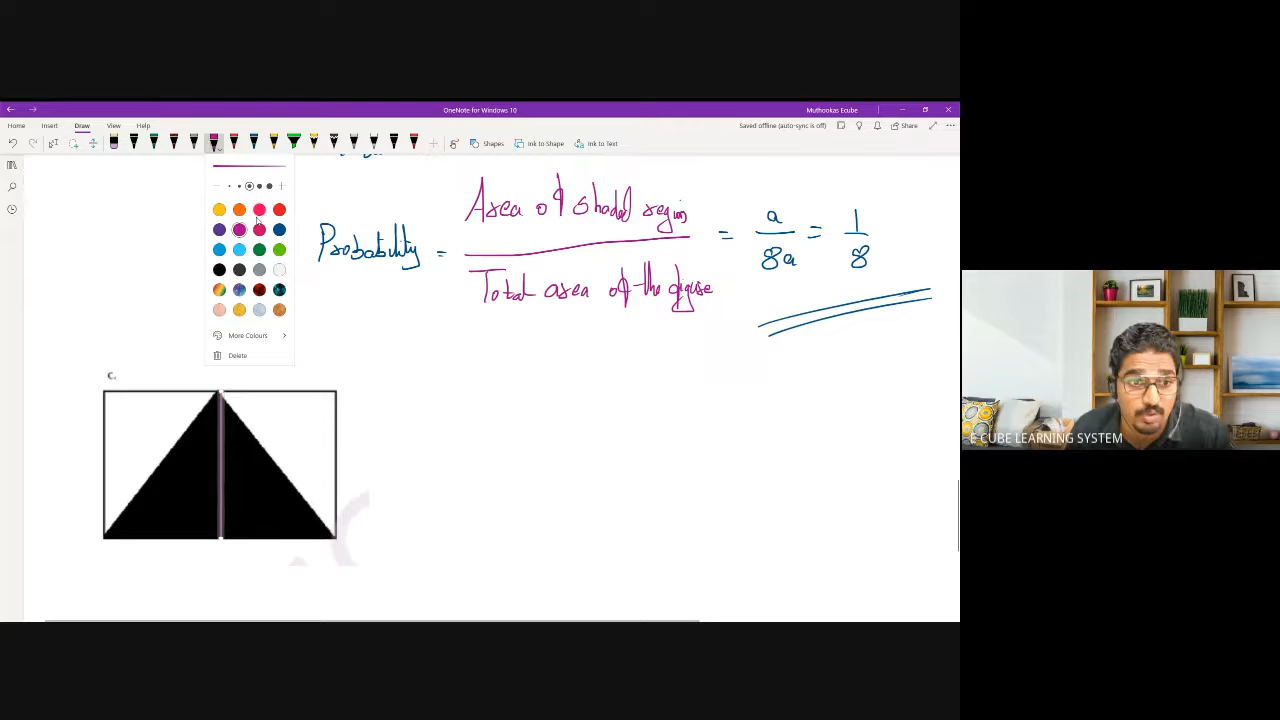 OneNote for Windows 10
Muthookas Ecube
Home Insert Draw View Help
Saved offline (auto-sync is off)
Share
Shapes
Ink to Shape
Ink to Text
Area of shaded region
Probability = = a = 1
8a 8
Total area of the figure
More Colours
Delete
c.
E CUBE LEARNING SYSTEM